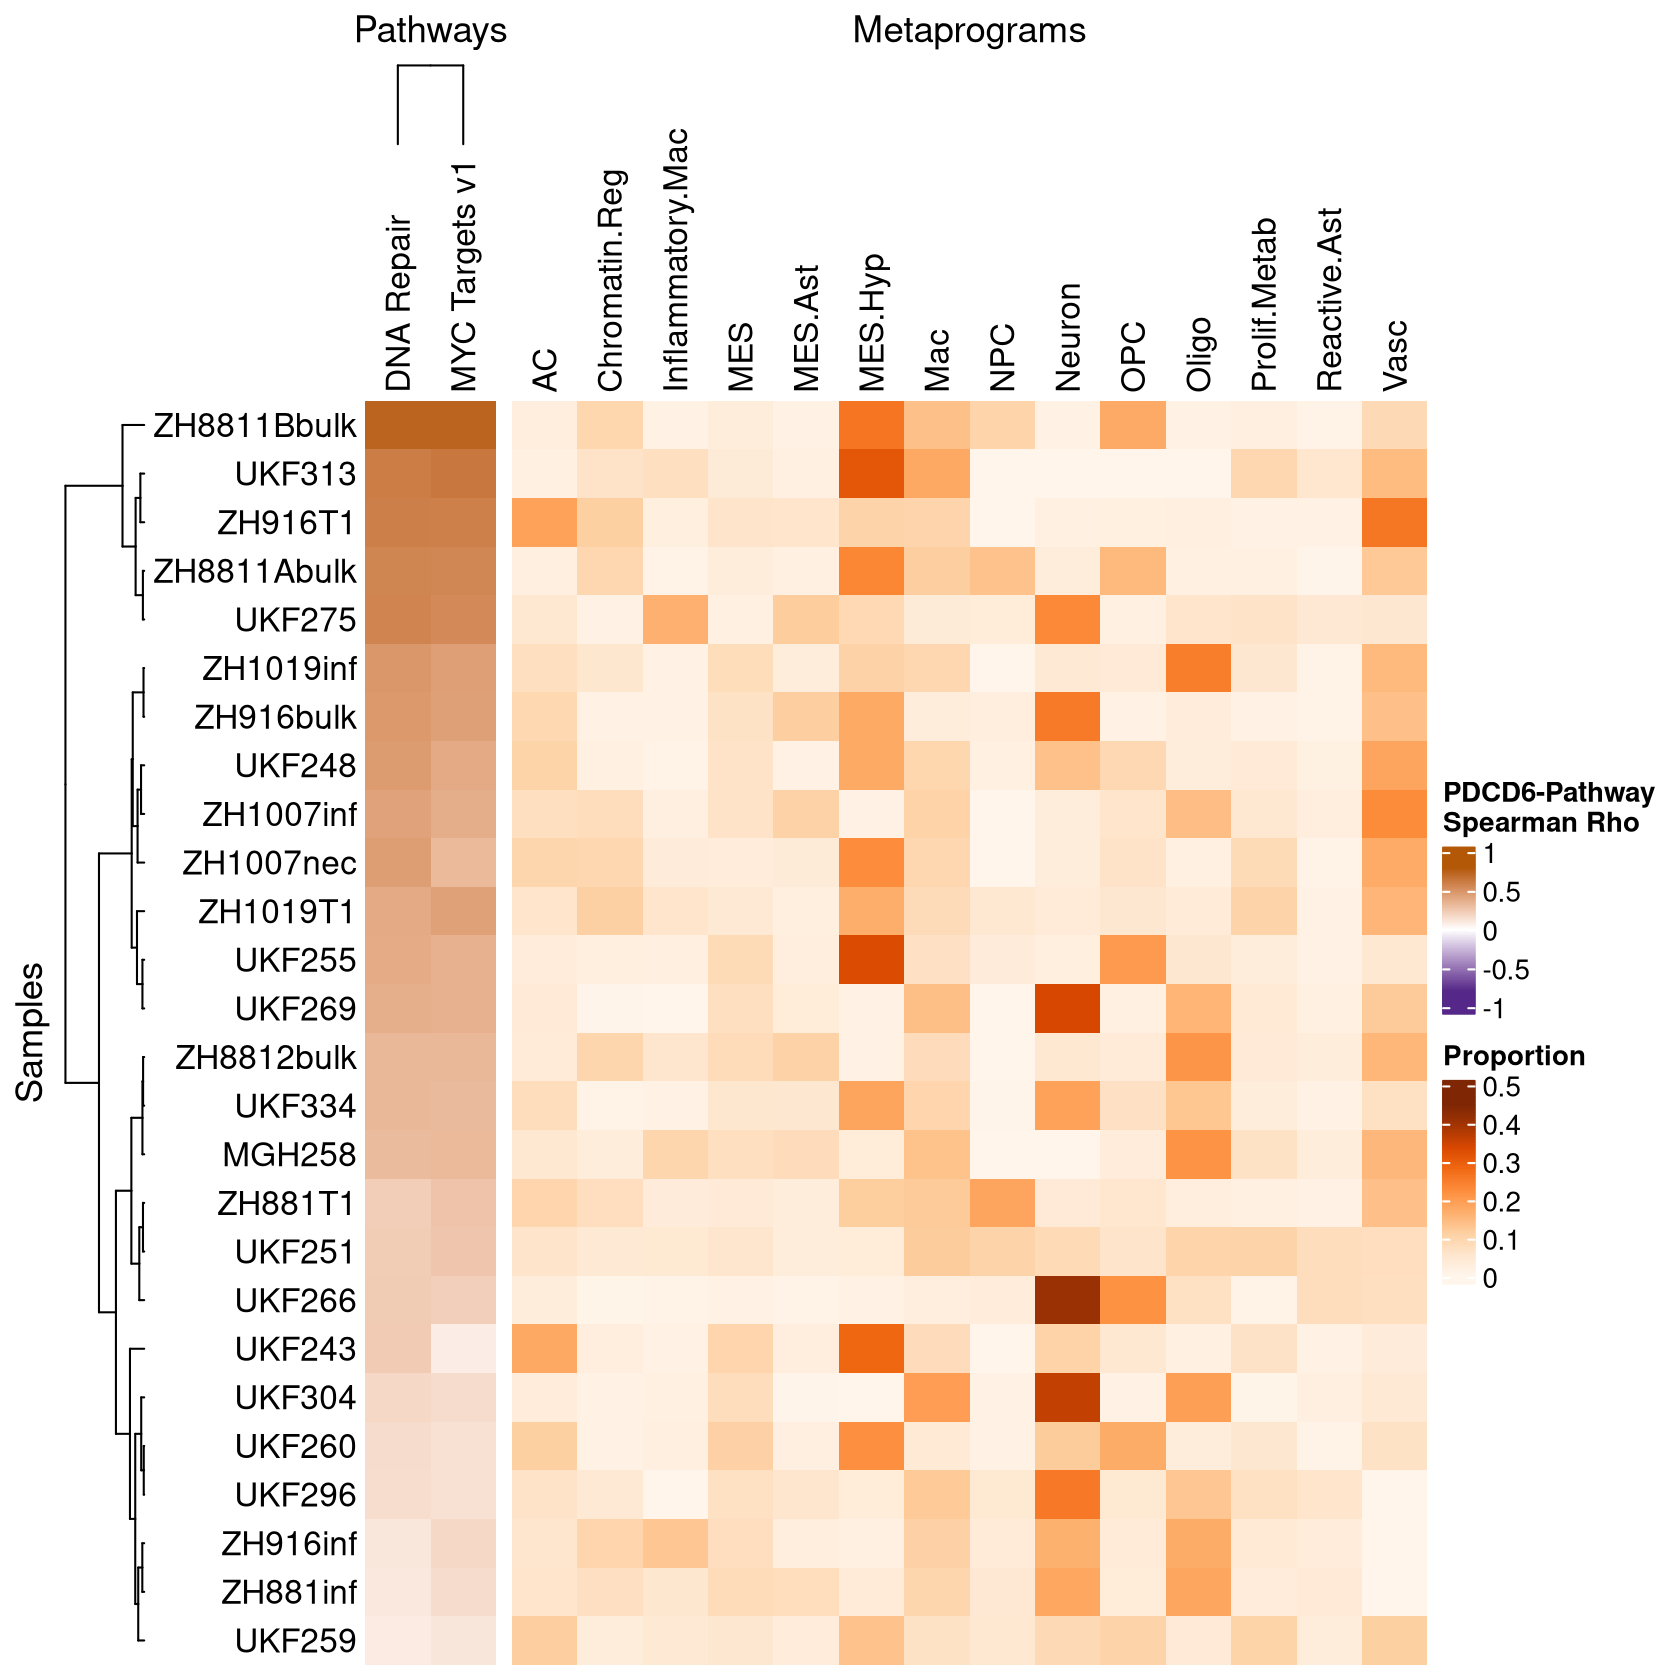 Pathways
Metaprograms
DNA Repair
MYC Targets v1
AC
Chromatin.Reg
Inflammatory.Mac
MES
MES.Ast
MES.Hyp
Mac
NPC
Neuron
OPC
Oligo
Prolif.Metab
Reactive.Ast
Vasc
Samples
ZH8811Bbulk
UKF313
ZH916T1
ZH8811Abulk
UKF275
ZH1019inf
ZH916bulk
UKF248
ZH1007inf
ZH1007nec
ZH1019T1
UKF255
UKF269
ZH8812bulk
UKF334
MGH258
ZH881T1
UKF251
UKF266
UKF243
UKF304
UKF260
UKF296
ZH916inf
ZH881inf
UKF259
PDCD6-Pathway
Spearman Rho
1
0.5
0
-0.5
-1
Proportion
0.5
0.4
0.3
0.2
0.1
0